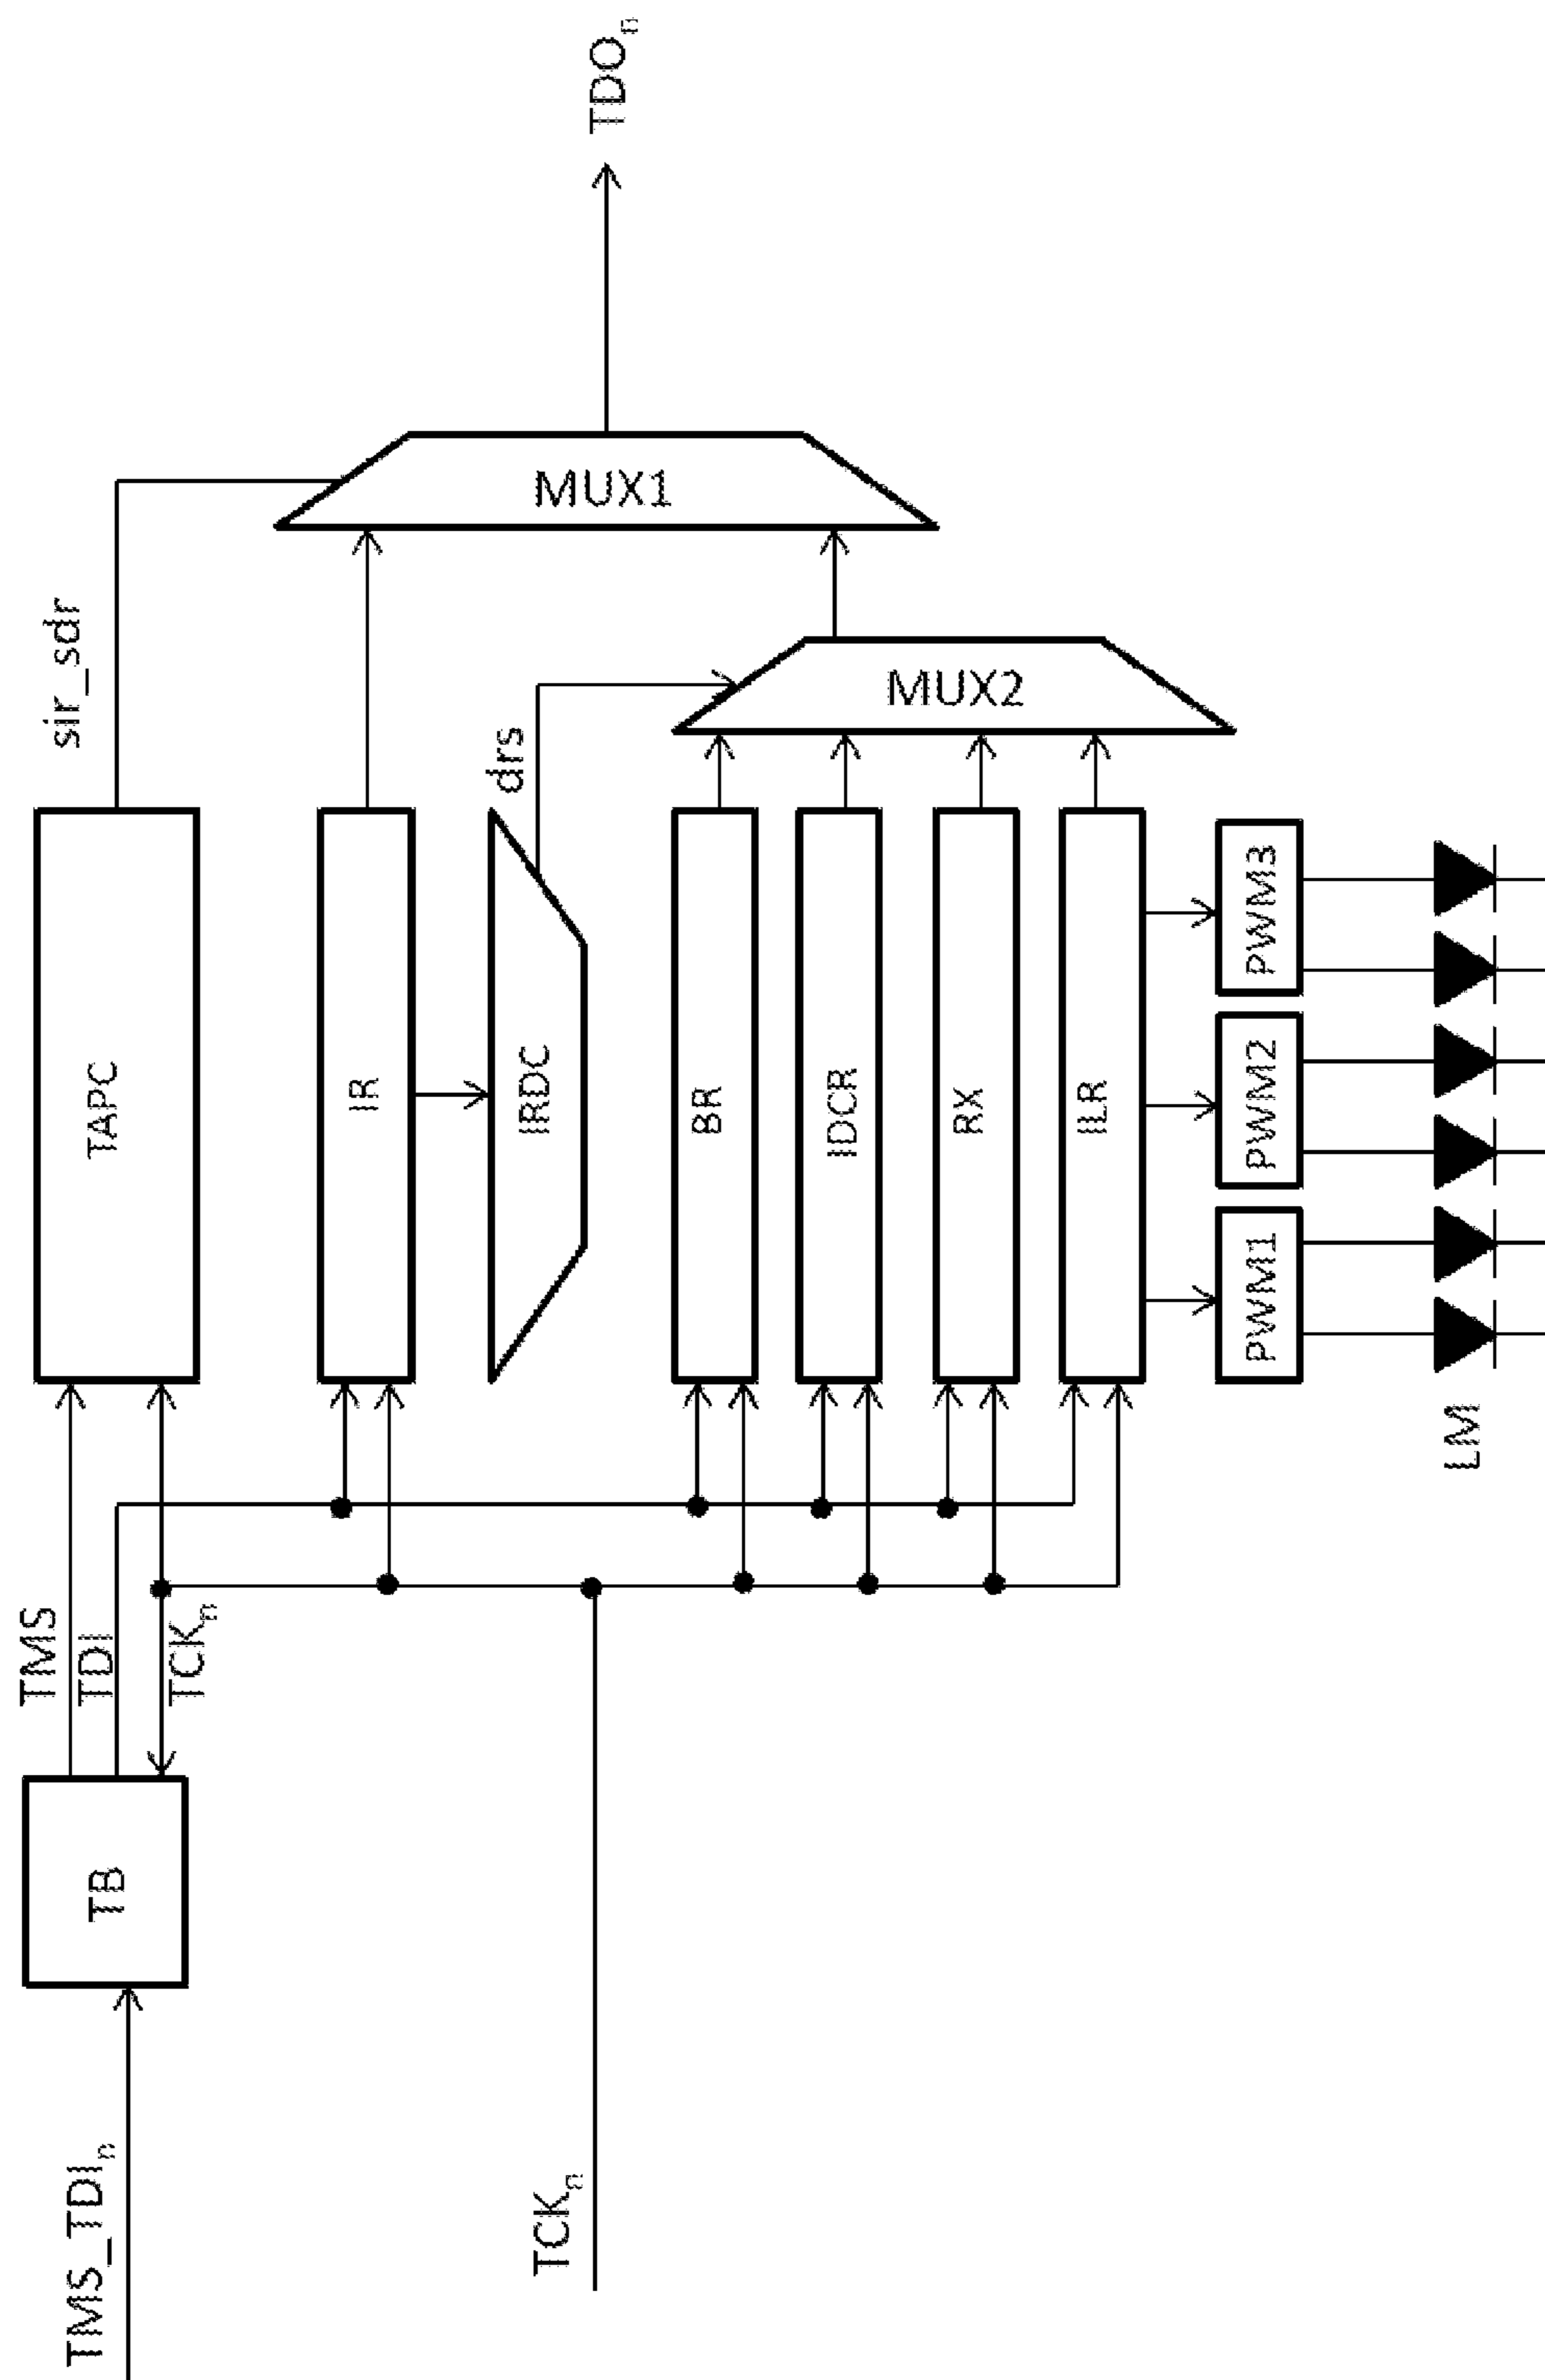 TDOₙ
sir_sdr
MUX1
drs
MUX2
TAPC
IR
IRDC
BR
IDCR
RX
ILR
PWM3
PWM2
PWM1
LM
TMS
TDI
TCKₙ
TB
TMS_TDIₙ
TCKₙ